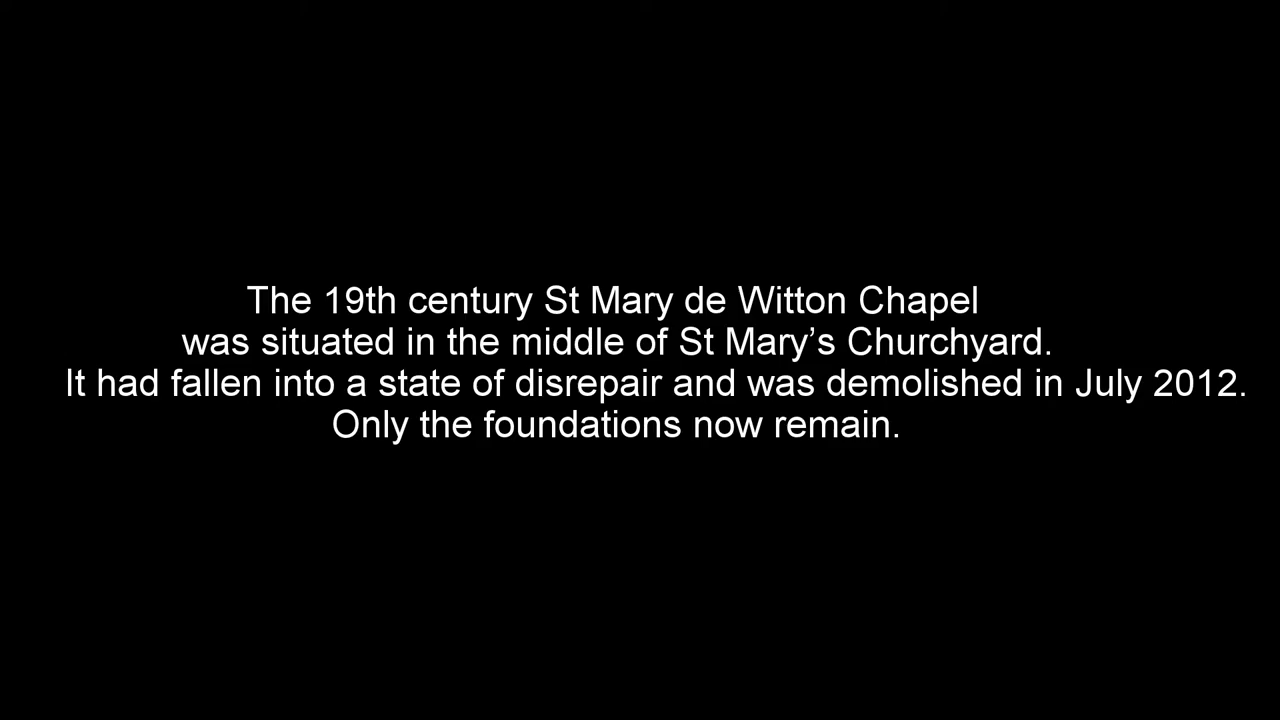 The 19th century St Mary de Witton Chapel
was situated in the middle of St Mary’s Churchyard.
It had fallen into a state of disrepair and was demolished in July 2012.
Only the foundations now remain.